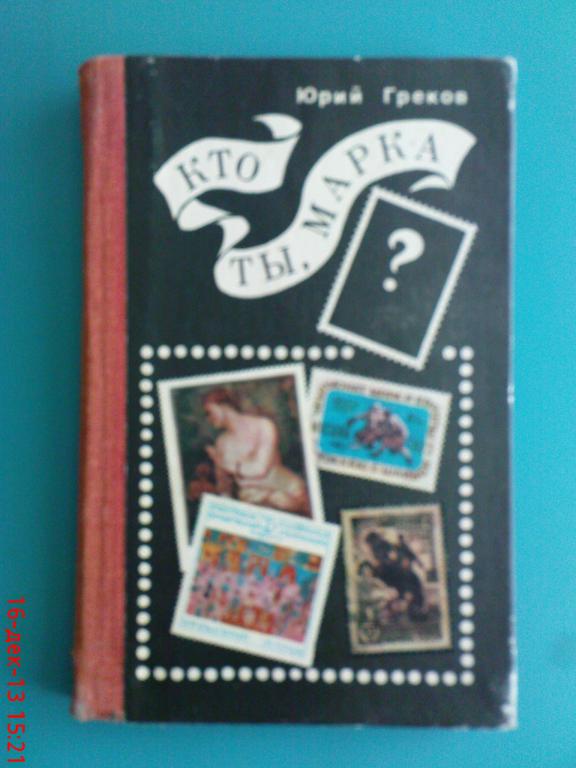 Юрий Греков
КТО
ТЫ, МАРКА
?
16-дек-13 15:21